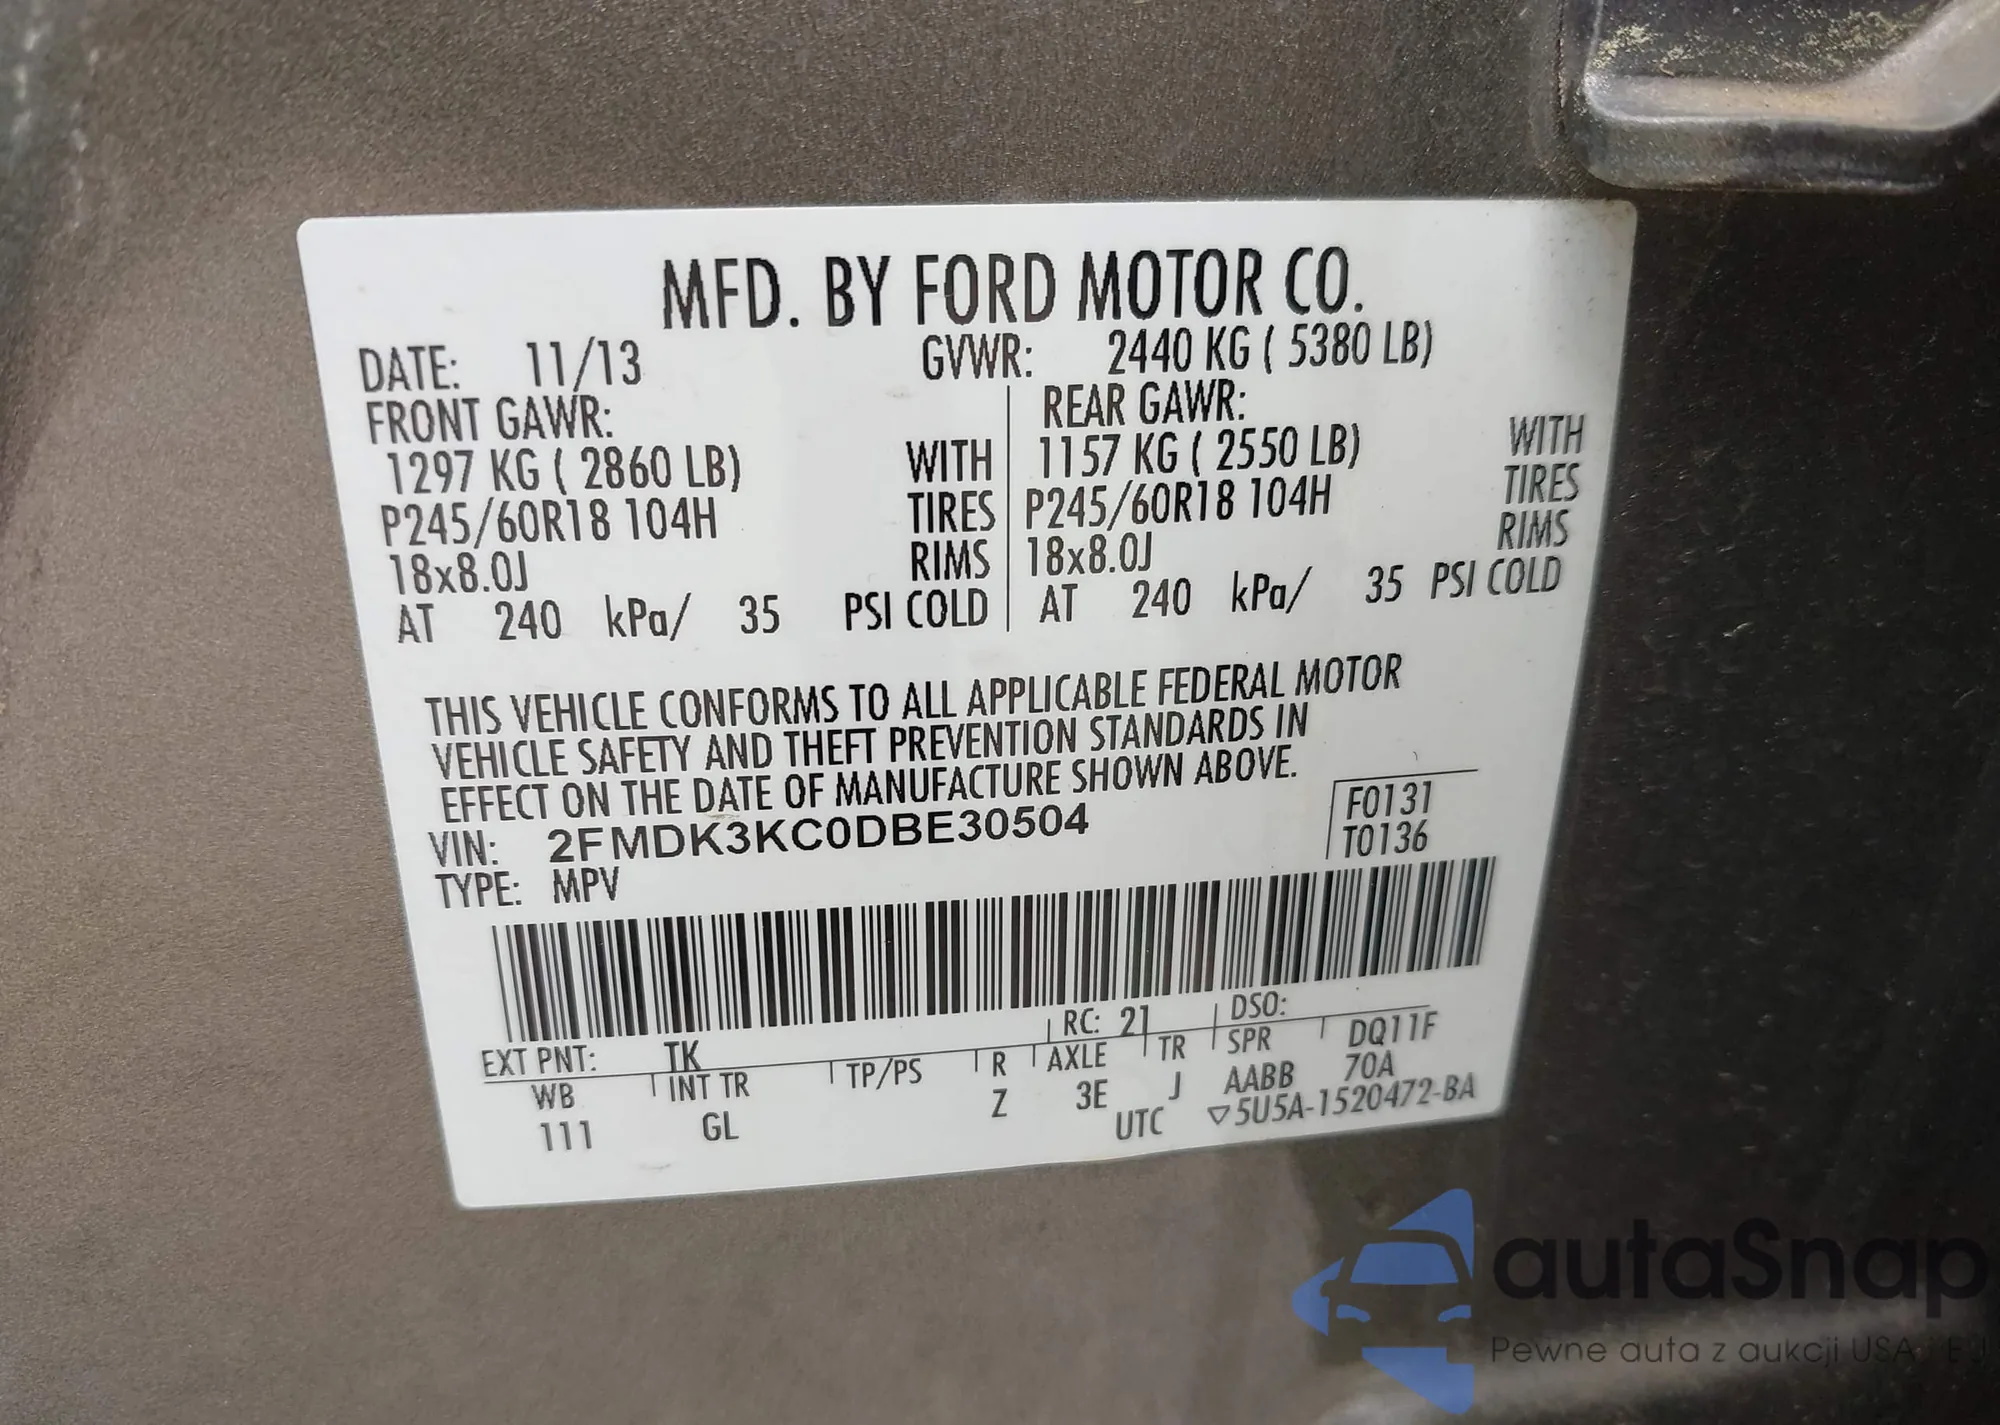 MFD. BY FORD MOTOR CO.
DATE: 11/13 GVWR: 2440 KG ( 5380 LB)
FRONT GAWR: REAR GAWR:
1297 KG ( 2860 LB) WITH 1157 KG ( 2550 LB) WITH
P245/60R18 104H TIRES P245/60R18 104H TIRES
18x8.0J RIMS 18x8.0J RIMS
AT 240 kPa/ 35 PSI COLD AT 240 kPa/ 35 PSI COLD
THIS VEHICLE CONFORMS TO ALL APPLICABLE FEDERAL MOTOR
VEHICLE SAFETY AND THEFT PREVENTION STANDARDS IN
EFFECT ON THE DATE OF MANUFACTURE SHOWN ABOVE.
VIN: 2FMDK3KC0DBE30504 F0131
TYPE: MPV T0136
EXT PNT: TK RC: 21 DSO:
WB INT TR TP/PS R AXLE TR SPR DQ11F
111 GL Z 3E J AABB 70A
UTC ▽5U5A-1520472-BA
autaSnap
Pewne auta z aukcji USA i EU